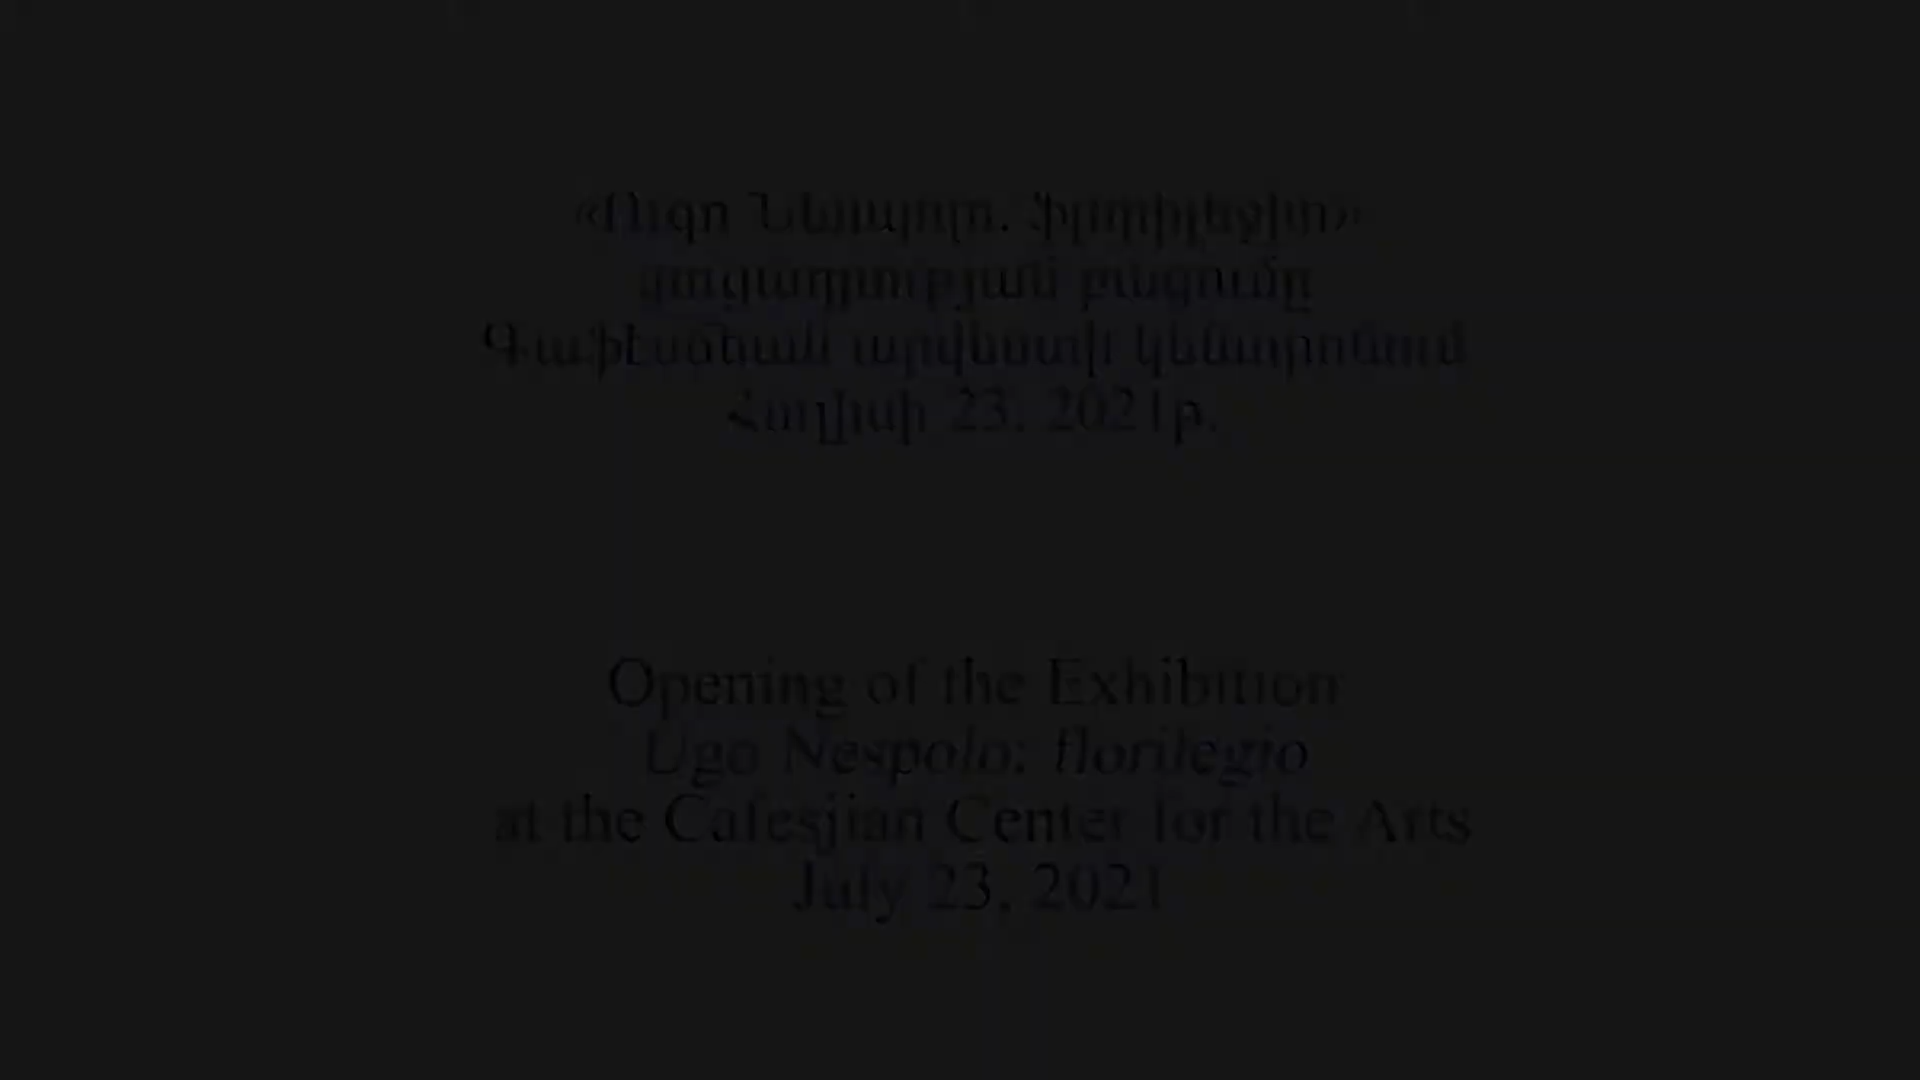 «Ուգո Նեսպոլո. ֆլորիլեջիո»
ցուցադրության բացումը
Գաֆէսճեան արվեստի կենտրոնում
Հուլիսի 23, 2021թ.
Opening of the Exhibition
Ugo Nespolo: florilegio
at the Cafesjian Center for the Arts
July 23, 2021